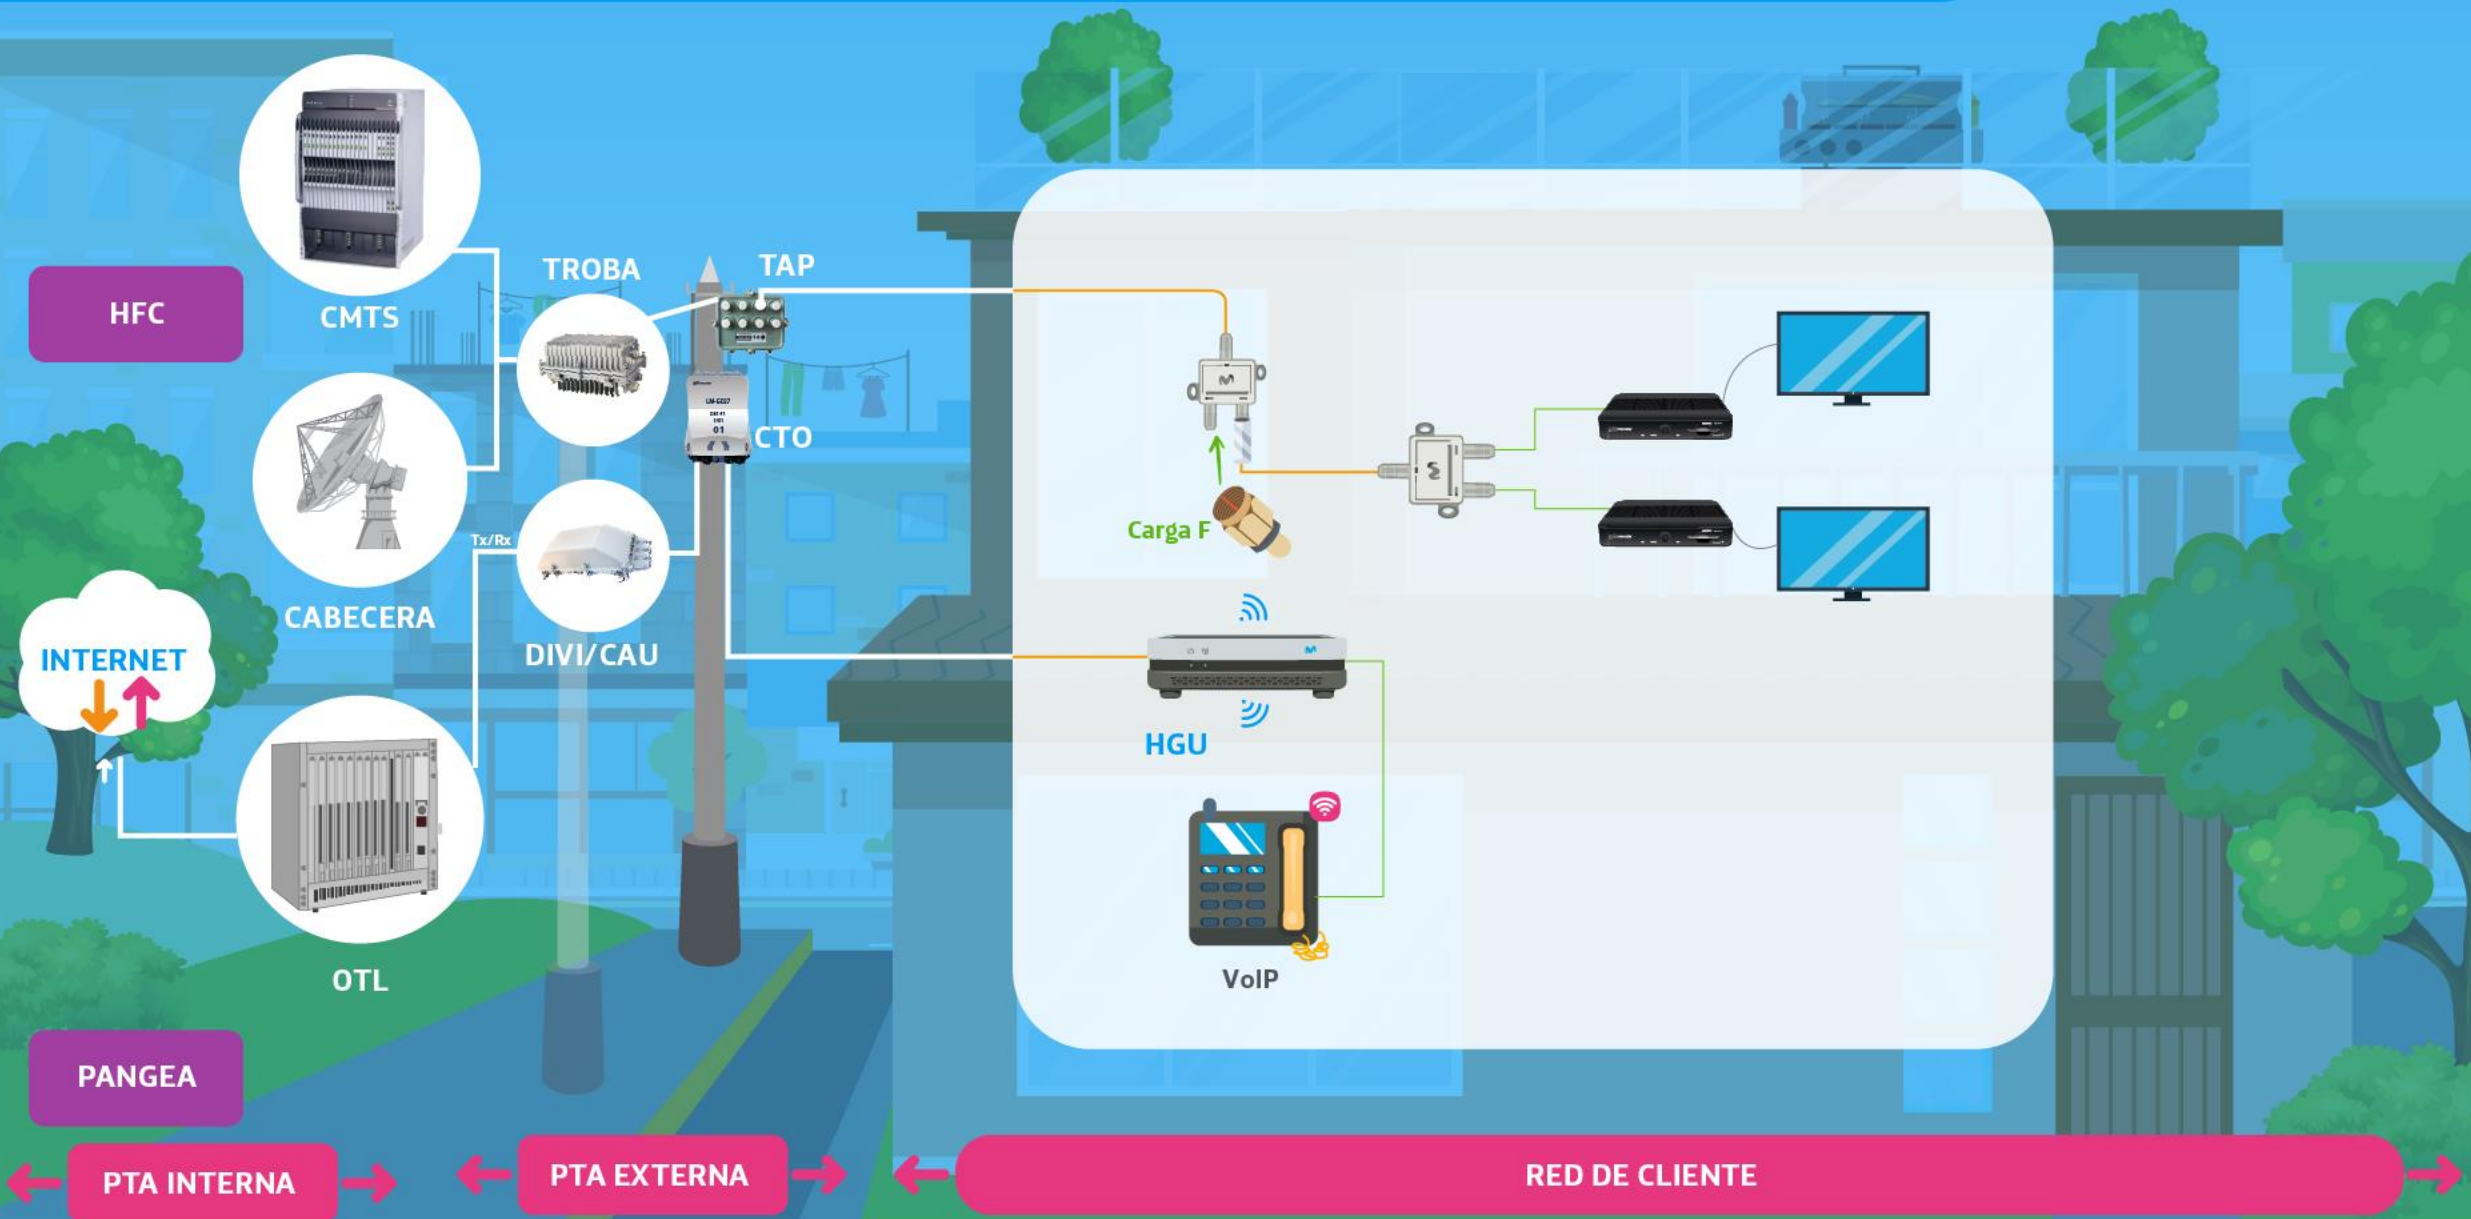 HFC
CMTS
TROBA
TAP
CTO
CABECERA
Tx/Rx
DIVI/CAU
INTERNET
OTL
PANGEA
01
Carga F
HGU
VoIP
PTA INTERNA
PTA EXTERNA
RED DE CLIENTE